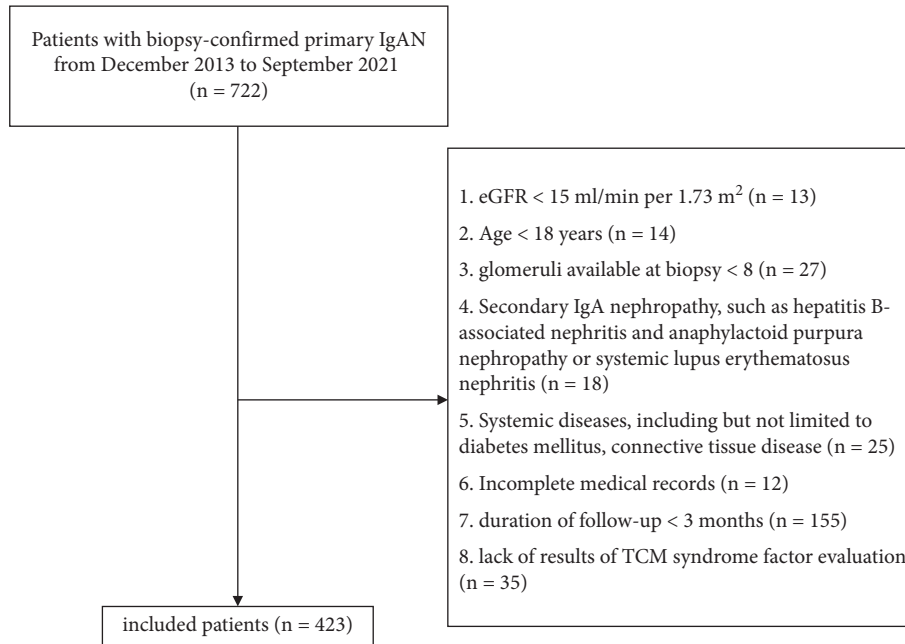 Patients with biopsy-confirmed primary IgAN
from December 2013 to September 2021
(n = 722)
1. eGFR < 15 ml/min per 1.73 m² (n = 13)
2. Age < 18 years (n = 14)
3. glomeruli available at biopsy < 8 (n = 27)
4. Secondary IgA nephropathy, such as hepatitis B-
associated nephritis and anaphylactoid purpura
nephropathy or systemic lupus erythematosus
nephritis (n = 18)
5. Systemic diseases, including but not limited to
diabetes mellitus, connective tissue disease (n = 25)
6. Incomplete medical records (n = 12)
7. duration of follow-up < 3 months (n = 155)
8. lack of results of TCM syndrome factor evaluation
(n = 35)
included patients (n = 423)